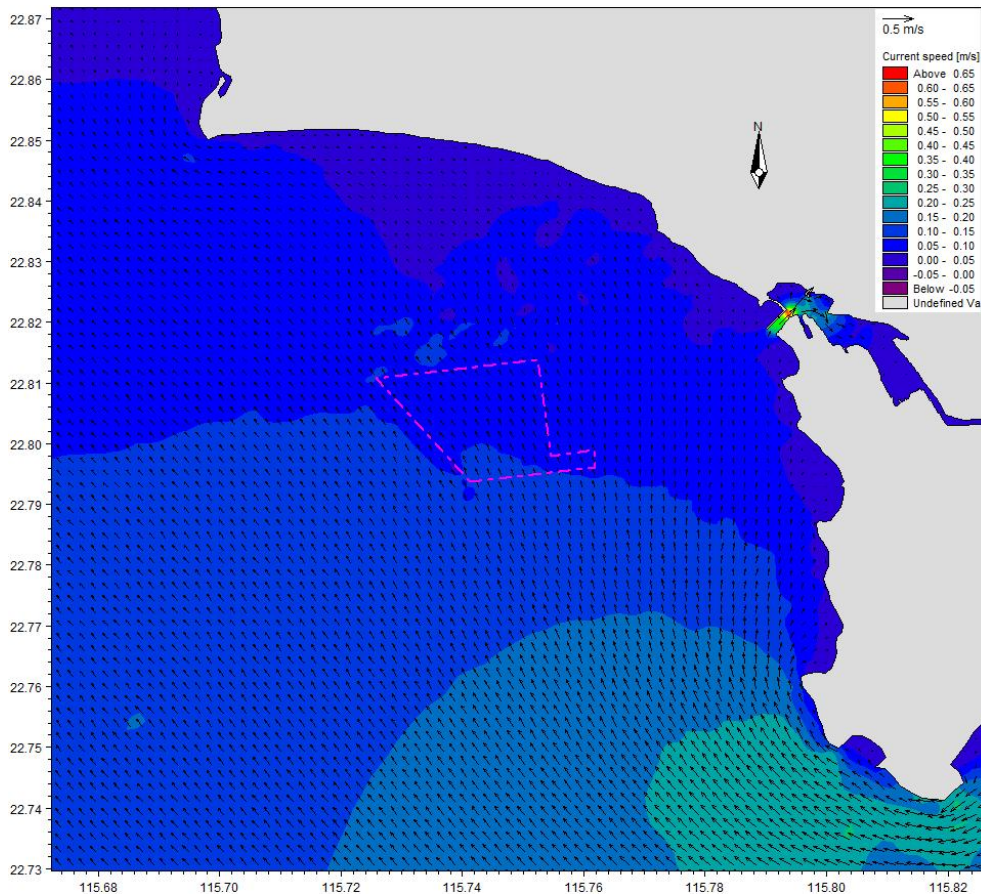 22.87
22.86
22.85
22.84
22.83
22.82
22.81
22.80
22.79
22.78
22.77
22.76
22.75
22.74
22.73
115.68
115.70
115.72
115.74
115.76
115.78
115.80
115.82
N
0.5 m/s
Current speed [m/s]
Above 0.65
0.60 - 0.65
0.55 - 0.60
0.50 - 0.55
0.45 - 0.50
0.40 - 0.45
0.35 - 0.40
0.30 - 0.35
0.25 - 0.30
0.20 - 0.25
0.15 - 0.20
0.10 - 0.15
0.05 - 0.10
0.00 - 0.05
-0.05 - 0.00
Below -0.05
Undefined Va